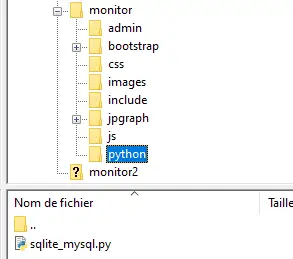 monitor
admin
bootstrap
css
images
include
jpgraph
js
python
monitor2
Nom de fichier Taille
..
sqlite_mysql.py